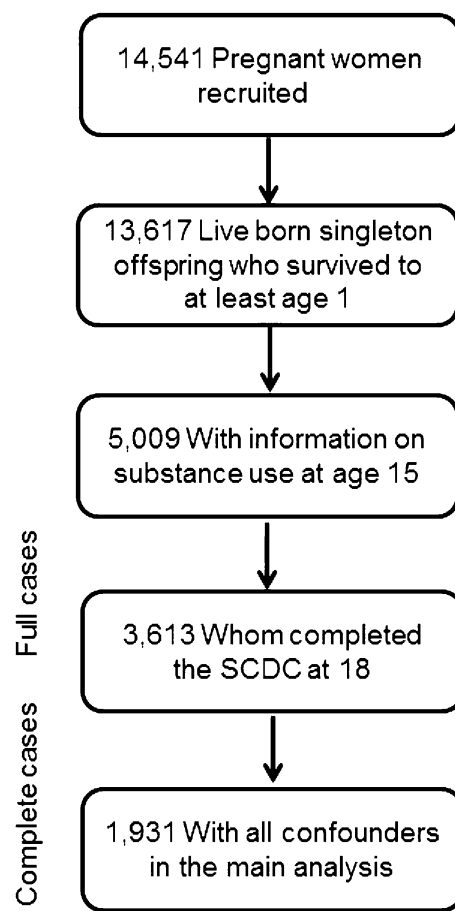 14,541 Pregnant women
recruited
13,617 Live born singleton
offspring who survived to
at least age 1
5,009 With information on
substance use at age 15
Full cases
3,613 Whom completed
the SCDC at 18
Complete cases
1,931 With all confounders
in the main analysis